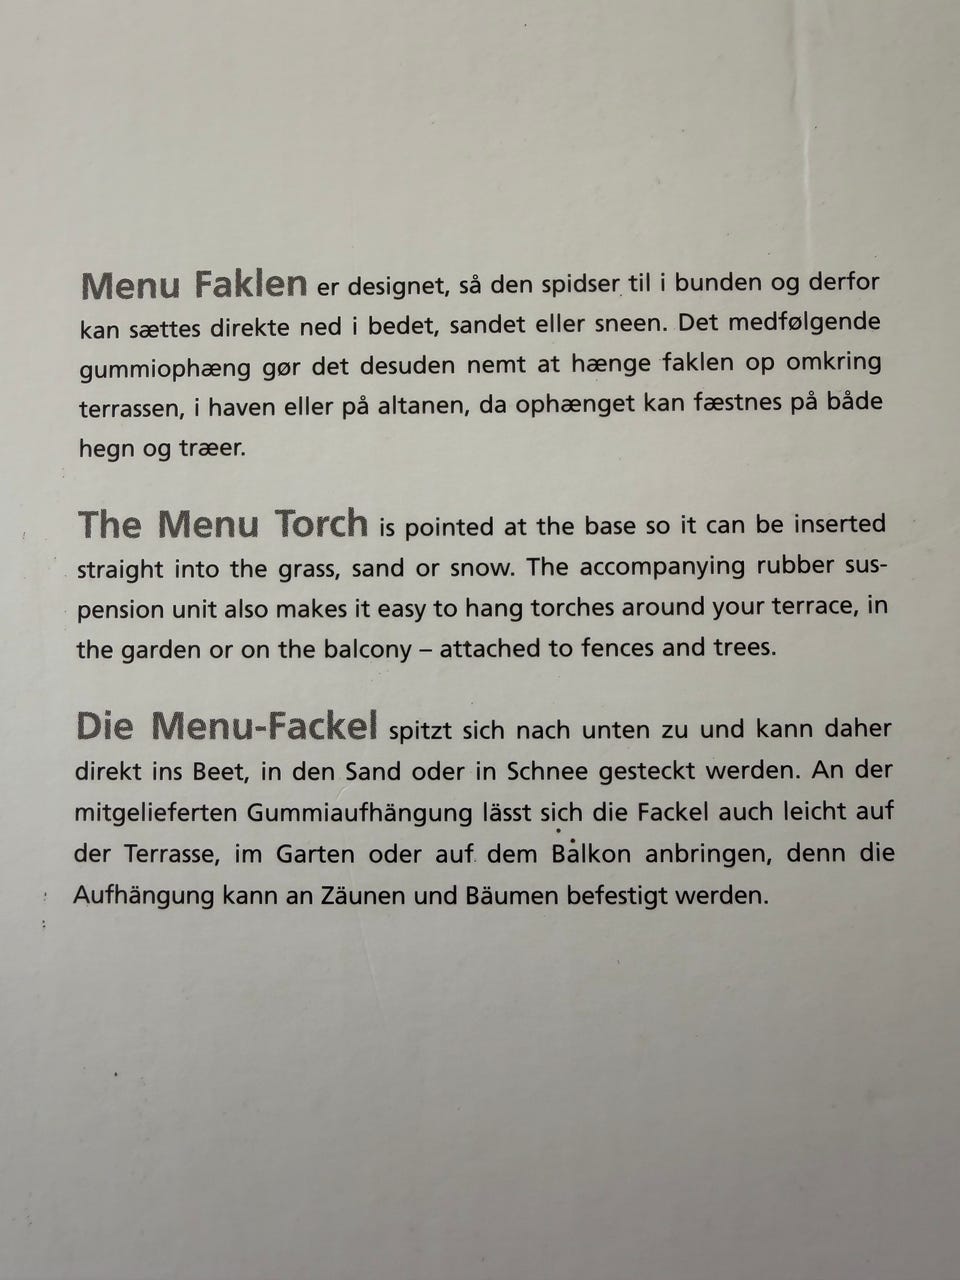 Menu Faklen er designet, så den spidser til i bunden og derfor
kan sættes direkte ned i bedet, sandet eller sneen. Det medfølgende
gummiophæng gør det desuden nemt at hænge faklen op omkring
terrassen, i haven eller på altanen, da ophænget kan fæstnes på både
hegn og træer.
The Menu Torch is pointed at the base so it can be inserted
straight into the grass, sand or snow. The accompanying rubber sus-
pension unit also makes it easy to hang torches around your terrace, in
the garden or on the balcony – attached to fences and trees.
Die Menu-Fackel spitzt sich nach unten zu und kann daher
direkt ins Beet, in den Sand oder in Schnee gesteckt werden. An der
mitgelieferten Gummiaufhängung lässt sich die Fackel auch leicht auf
der Terrasse, im Garten oder auf dem Balkon anbringen, denn die
Aufhängung kann an Zäunen und Bäumen befestigt werden.